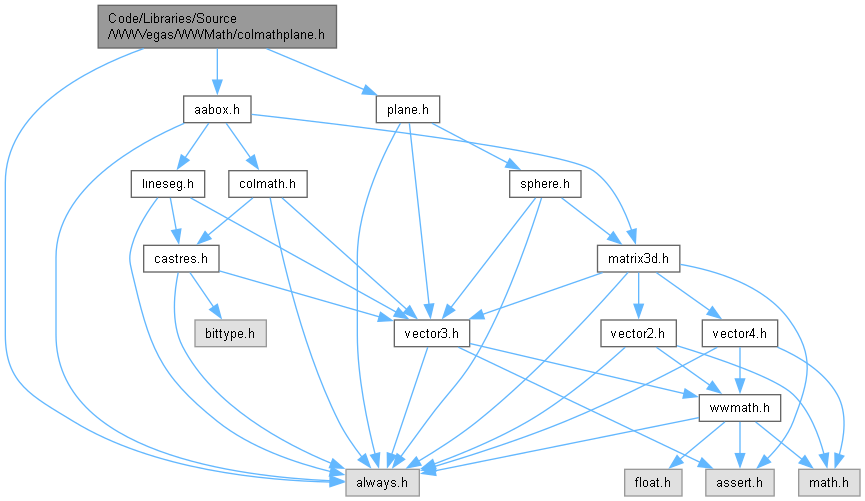 Code/Libraries/Source
/WWVegas/WWMath/colmathplane.h
aabox.h
plane.h
lineseg.h
colmath.h
sphere.h
castres.h
matrix3d.h
bittype.h
vector3.h
vector2.h
vector4.h
wwmath.h
always.h
float.h
assert.h
math.h